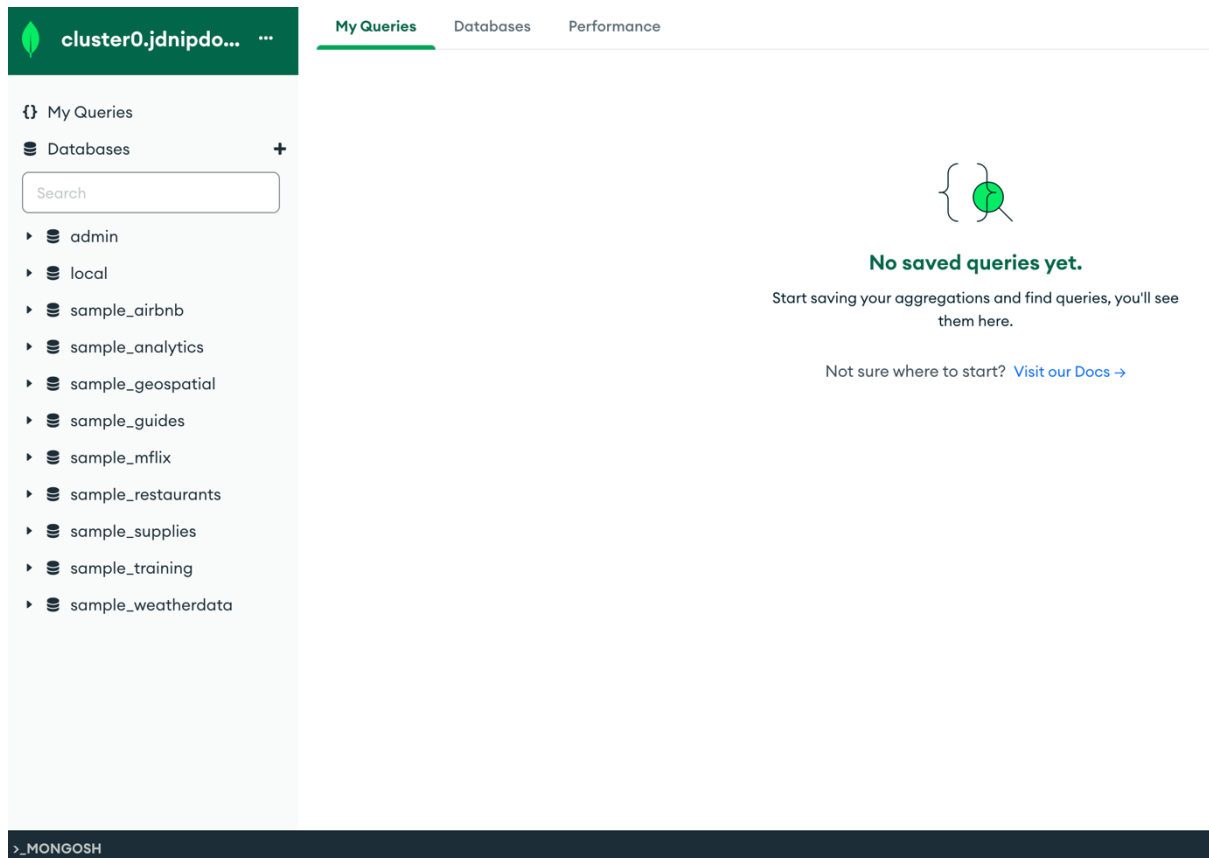 cluster0.jdnipdo... ...
My Queries
Databases
Search
admin
local
sample_airbnb
sample_analytics
sample_geospatial
sample_guides
sample_mflix
sample_restaurants
sample_supplies
sample_training
sample_weatherdata
My Queries Databases Performance
No saved queries yet.
Start saving your aggregations and find queries, you'll see
them here.
Not sure where to start? Visit our Docs →
>_MONGOSH